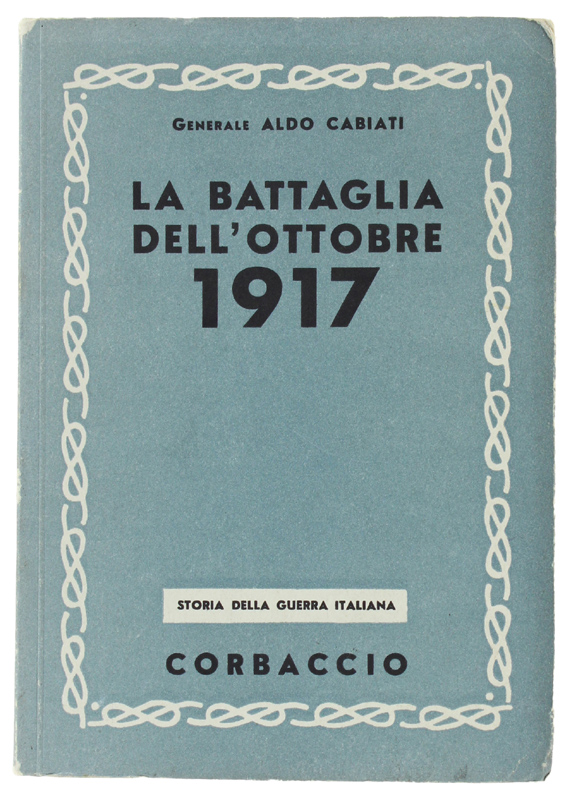 Generale ALDO CABIATI
LA BATTAGLIA
DELL'OTTOBRE
1917
STORIA DELLA GUERRA ITALIANA
CORBACCIO